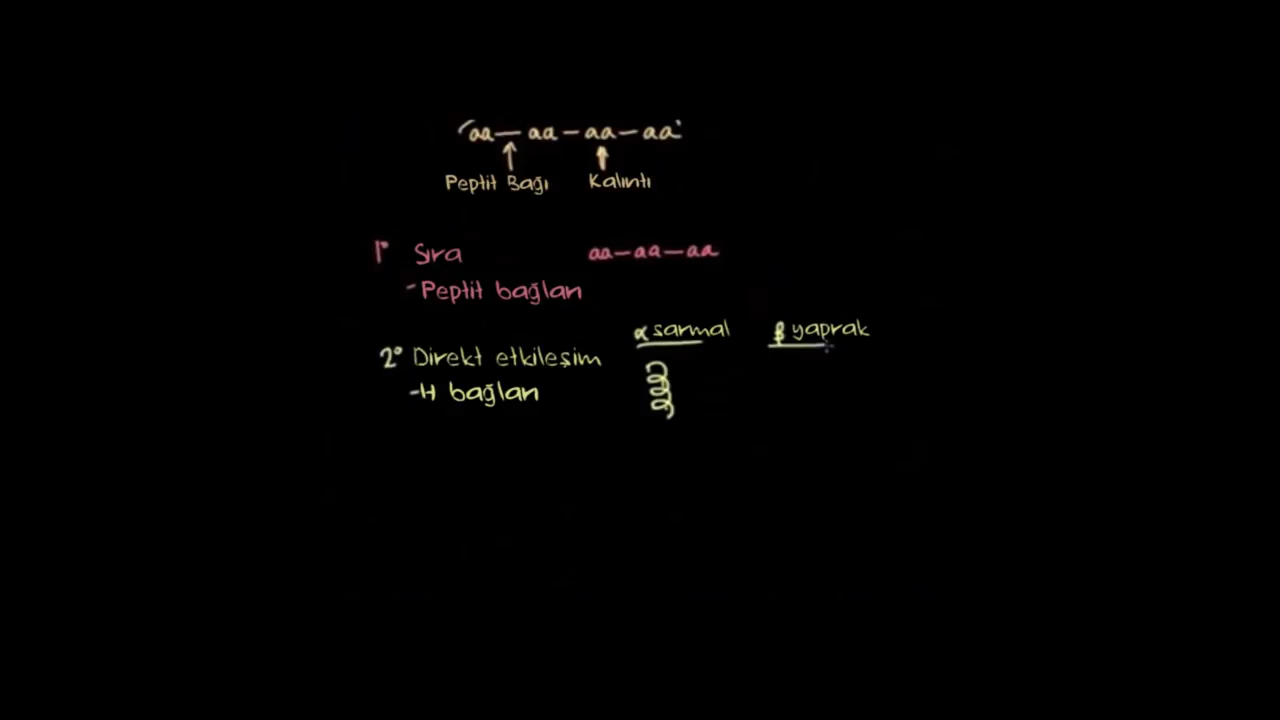 aa — aa — aa — aa
Peptit Bağı Kalıntı
1° Sıra aa — aa — aa
- Peptit bağları
α sarmal β yaprak
2° Direkt etkileşim
- H bağları